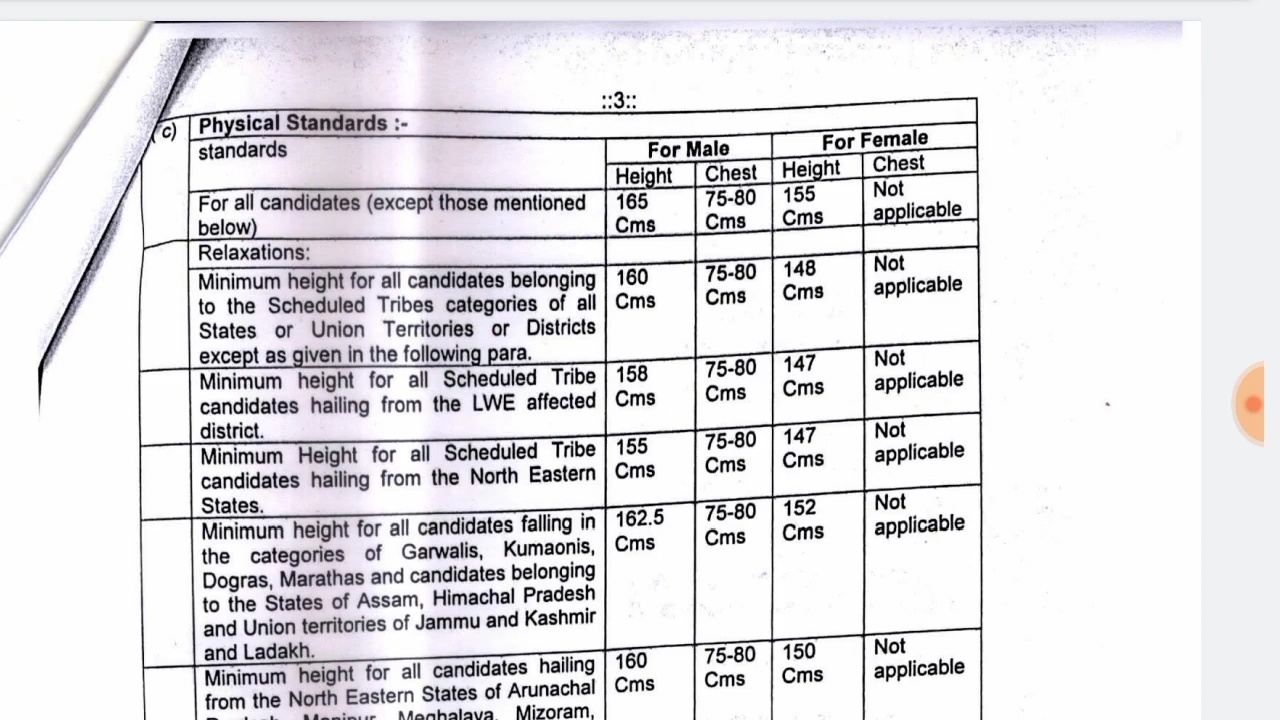 ::3::
(c) Physical Standards :-
standards For Male For Female
Height Chest Height Chest
For all candidates (except those mentioned below) 165 Cms 75-80 Cms 155 Cms Not applicable
Relaxations:
Minimum height for all candidates belonging
to the Scheduled Tribes categories of all
States or Union Territories or Districts
except as given in the following para.
160 Cms 75-80 Cms 148 Cms Not applicable
Minimum height for all Scheduled Tribe
candidates hailing from the LWE affected
district.
158 Cms 75-80 Cms 147 Cms Not applicable
Minimum Height for all Scheduled Tribe
candidates hailing from the North Eastern
States.
155 Cms 75-80 Cms 147 Cms Not applicable
Minimum height for all candidates falling in
the categories of Garwalis, Kumaonis,
Dogras, Marathas and candidates belonging
to the States of Assam, Himachal Pradesh
and Union territories of Jammu and Kashmir
and Ladakh.
162.5 Cms 75-80 Cms 152 Cms Not applicable
Minimum height for all candidates hailing
from the North Eastern States of Arunachal
Manipur, Meghalaya, Mizoram,
160 Cms 75-80 Cms 150 Cms Not applicable